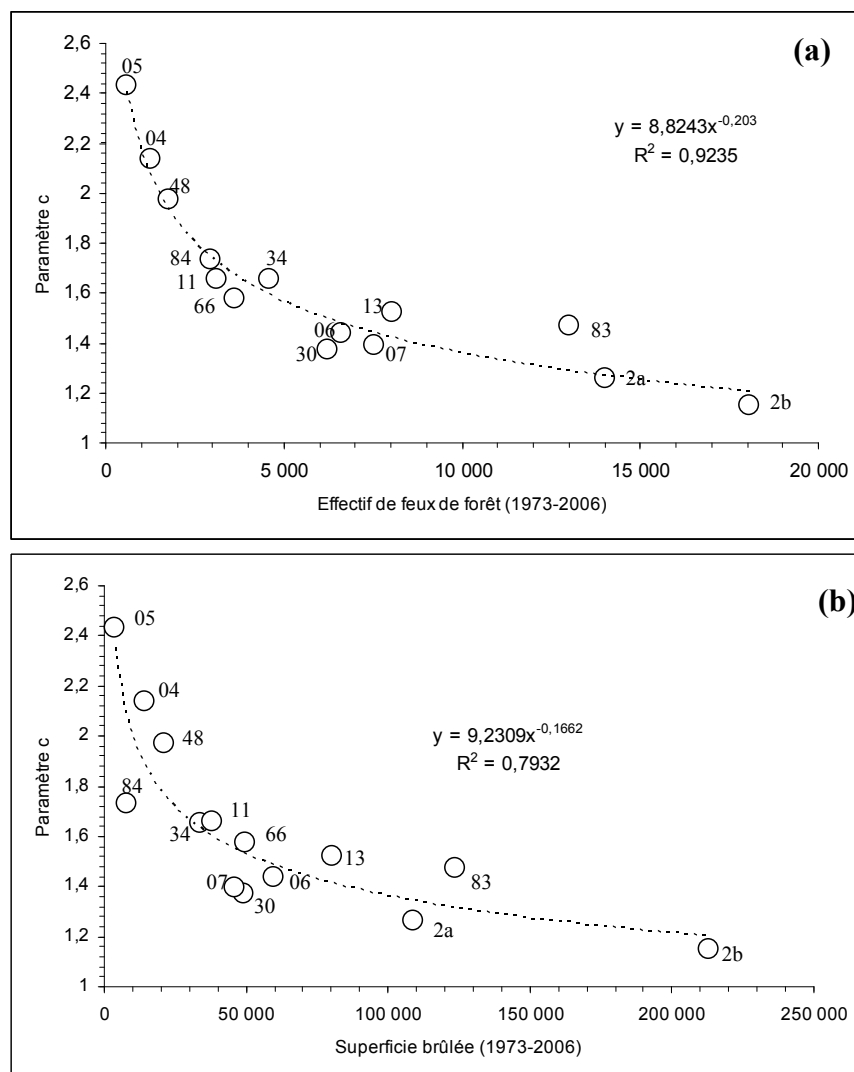 (a)
2,6
2,4
2,2
2
1,8
1,6
1,4
1,2
1
Paramètre c
05
04
48
84
11
66
34
06
30
13
07
83
2a
2b
y = 8,8243x^-0,203
R² = 0,9235
0 5 000 10 000 15 000 20 000
Effectif de feux de forêt (1973-2006)
(b)
2,6
2,4
2,2
2
1,8
1,6
1,4
1,2
1
Paramètre c
05
04
48
84
34
11
66
07
30
06
13
2a
83
2b
y = 9,2309x^-0,1662
R² = 0,7932
0 50 000 100 000 150 000 200 000 250 000
Superficie brûlée (1973-2006)